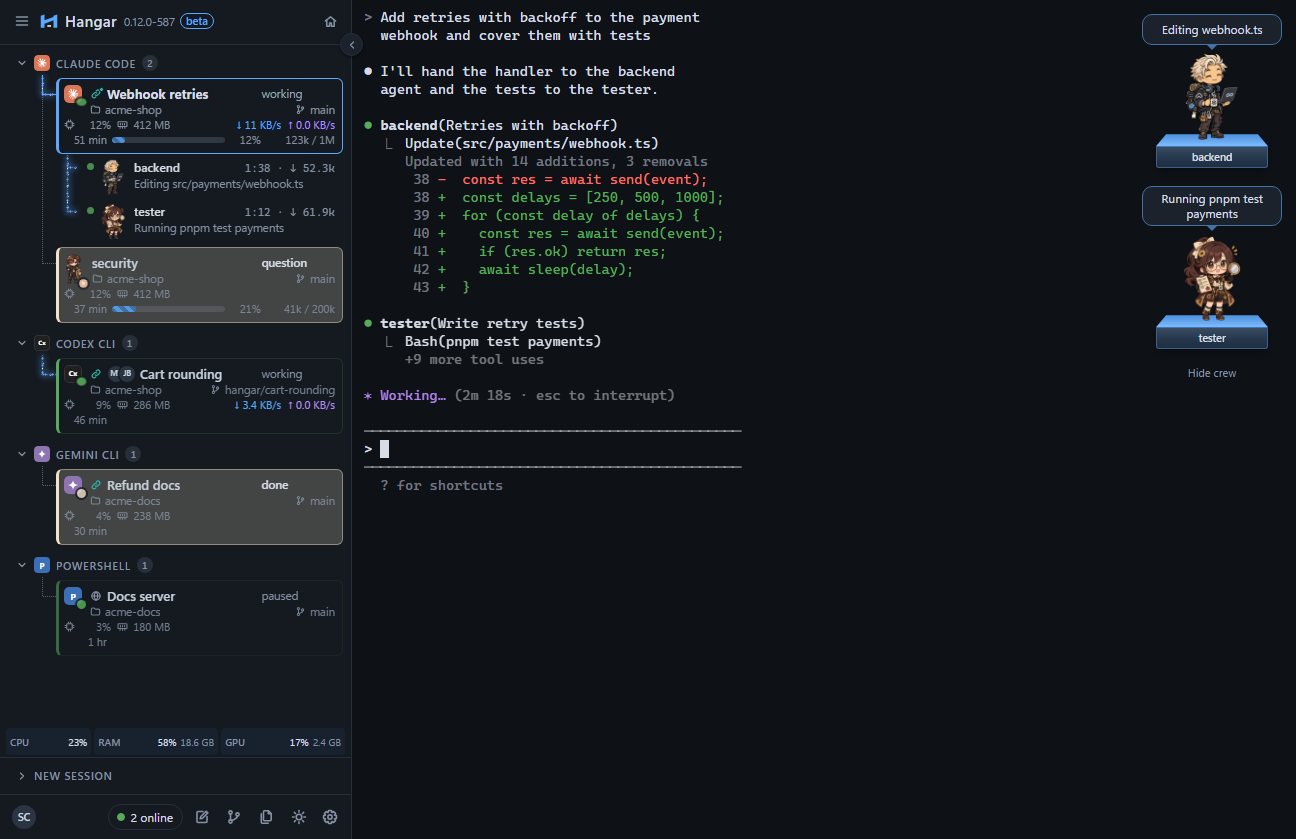 Hangar 0.12.0-587 beta
CLAUDE CODE 2
Webhook retries working
acme-shop main
12% 412 MB ↓ 11 KB/s ↑ 0.0 KB/s
51 min 12% 123k / 1M
backend 1:38 · ↓ 52.3k
Editing src/payments/webhook.ts
tester 1:12 · ↓ 61.9k
Running pnpm test payments
security question
acme-shop main
12% 412 MB
37 min 21% 41k / 200k
Cx CODEX CLI 1
Cx M JB Cart rounding working
acme-shop hangar/cart-rounding
9% 286 MB ↓ 3.4 KB/s ↑ 0.0 KB/s
46 min
GEMINI CLI 1
Refund docs done
acme-docs main
4% 238 MB
30 min
P POWERSHELL 1
P Docs server paused
acme-docs main
3% 180 MB
1 hr
CPU 23% RAM 58% 18.6 GB GPU 17% 2.4 GB
NEW SESSION
SC 2 online
> Add retries with backoff to the payment
webhook and cover them with tests
● I'll hand the handler to the backend
agent and the tests to the tester.
● backend(Retries with backoff)
⎿ Update(src/payments/webhook.ts)
Updated with 14 additions, 3 removals
38 - const res = await send(event);
38 + const delays = [250, 500, 1000];
39 + for (const delay of delays) {
40 + const res = await send(event);
41 + if (res.ok) return res;
42 + await sleep(delay);
43 + }
● tester(Write retry tests)
⎿ Bash(pnpm test payments)
+9 more tool uses
* Working… (2m 18s · esc to interrupt)
>
? for shortcuts
Editing webhook.ts
backend
Running pnpm test
payments
tester
Hide crew